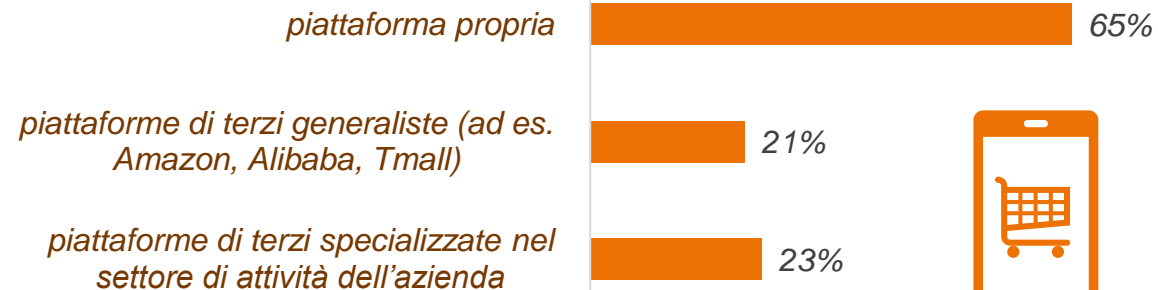 piattaforma propria
65%
piattaforme di terzi generaliste (ad es.
Amazon, Alibaba, Tmall)
21%
piattaforme di terzi specializzate nel
settore di attività dell’azienda
23%